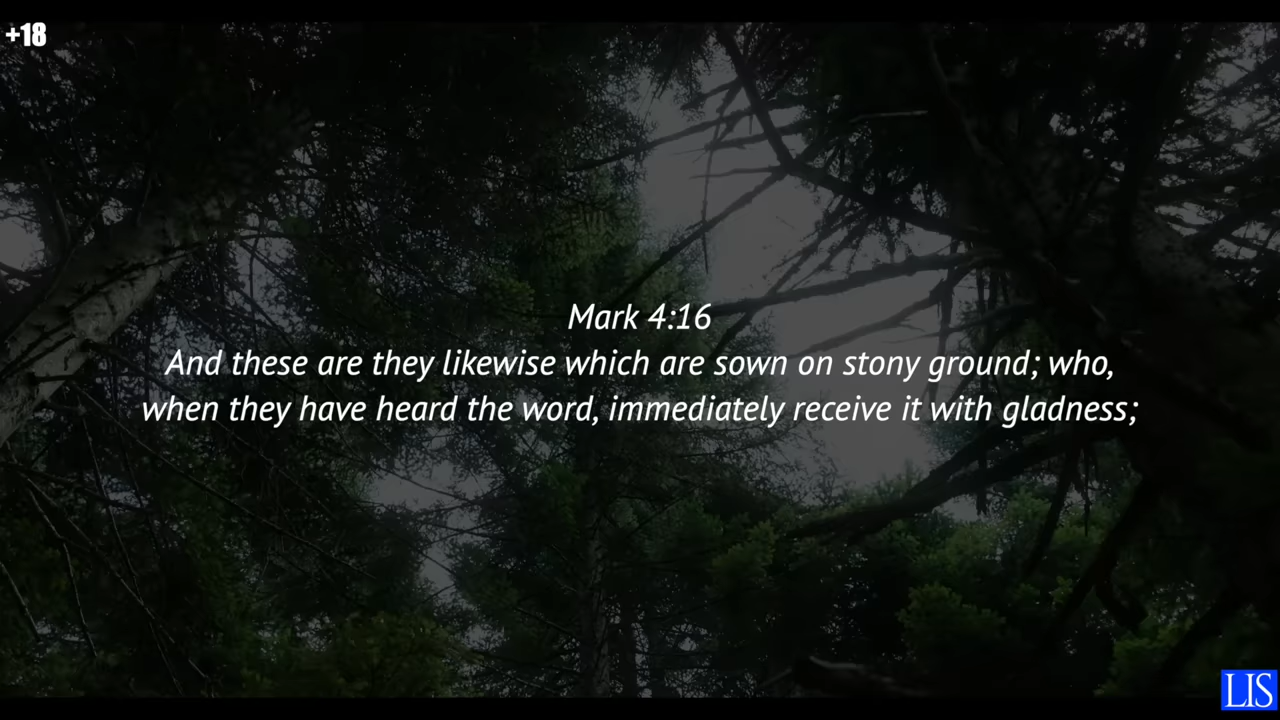 +18
Mark 4:16
And these are they likewise which are sown on stony ground; who,
when they have heard the word, immediately receive it with gladness;
LIS